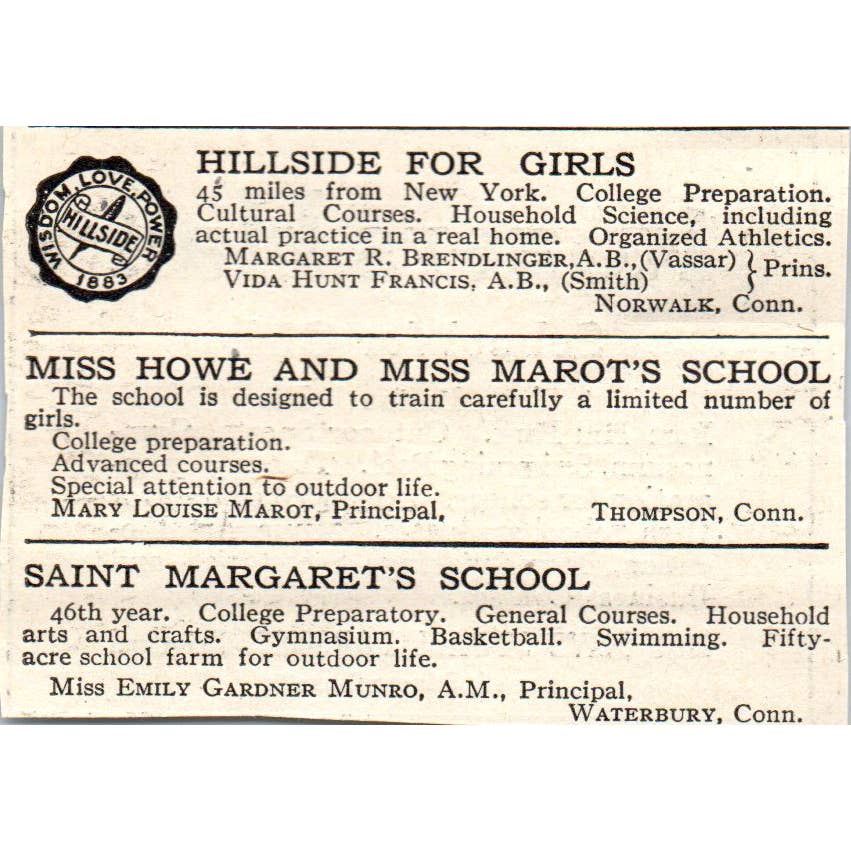 WISDOM, LOVE, POWER
HILLSIDE
1883
HILLSIDE FOR GIRLS
45 miles from New York. College Preparation.
Cultural Courses. Household Science, including
actual practice in a real home. Organized Athletics.
MARGARET R. BRENDLINGER, A.B., (Vassar) } Prins.
VIDA HUNT FRANCIS, A.B., (Smith)
NORWALK, Conn.
MISS HOWE AND MISS MAROT'S SCHOOL
The school is designed to train carefully a limited number of
girls.
College preparation.
Advanced courses.
Special attention to outdoor life.
MARY LOUISE MAROT, Principal, THOMPSON, Conn.
SAINT MARGARET'S SCHOOL
46th year. College Preparatory. General Courses. Household
arts and crafts. Gymnasium. Basketball. Swimming. Fifty-
acre school farm for outdoor life.
Miss EMILY GARDNER MUNRO, A.M., Principal,
WATERBURY, Conn.